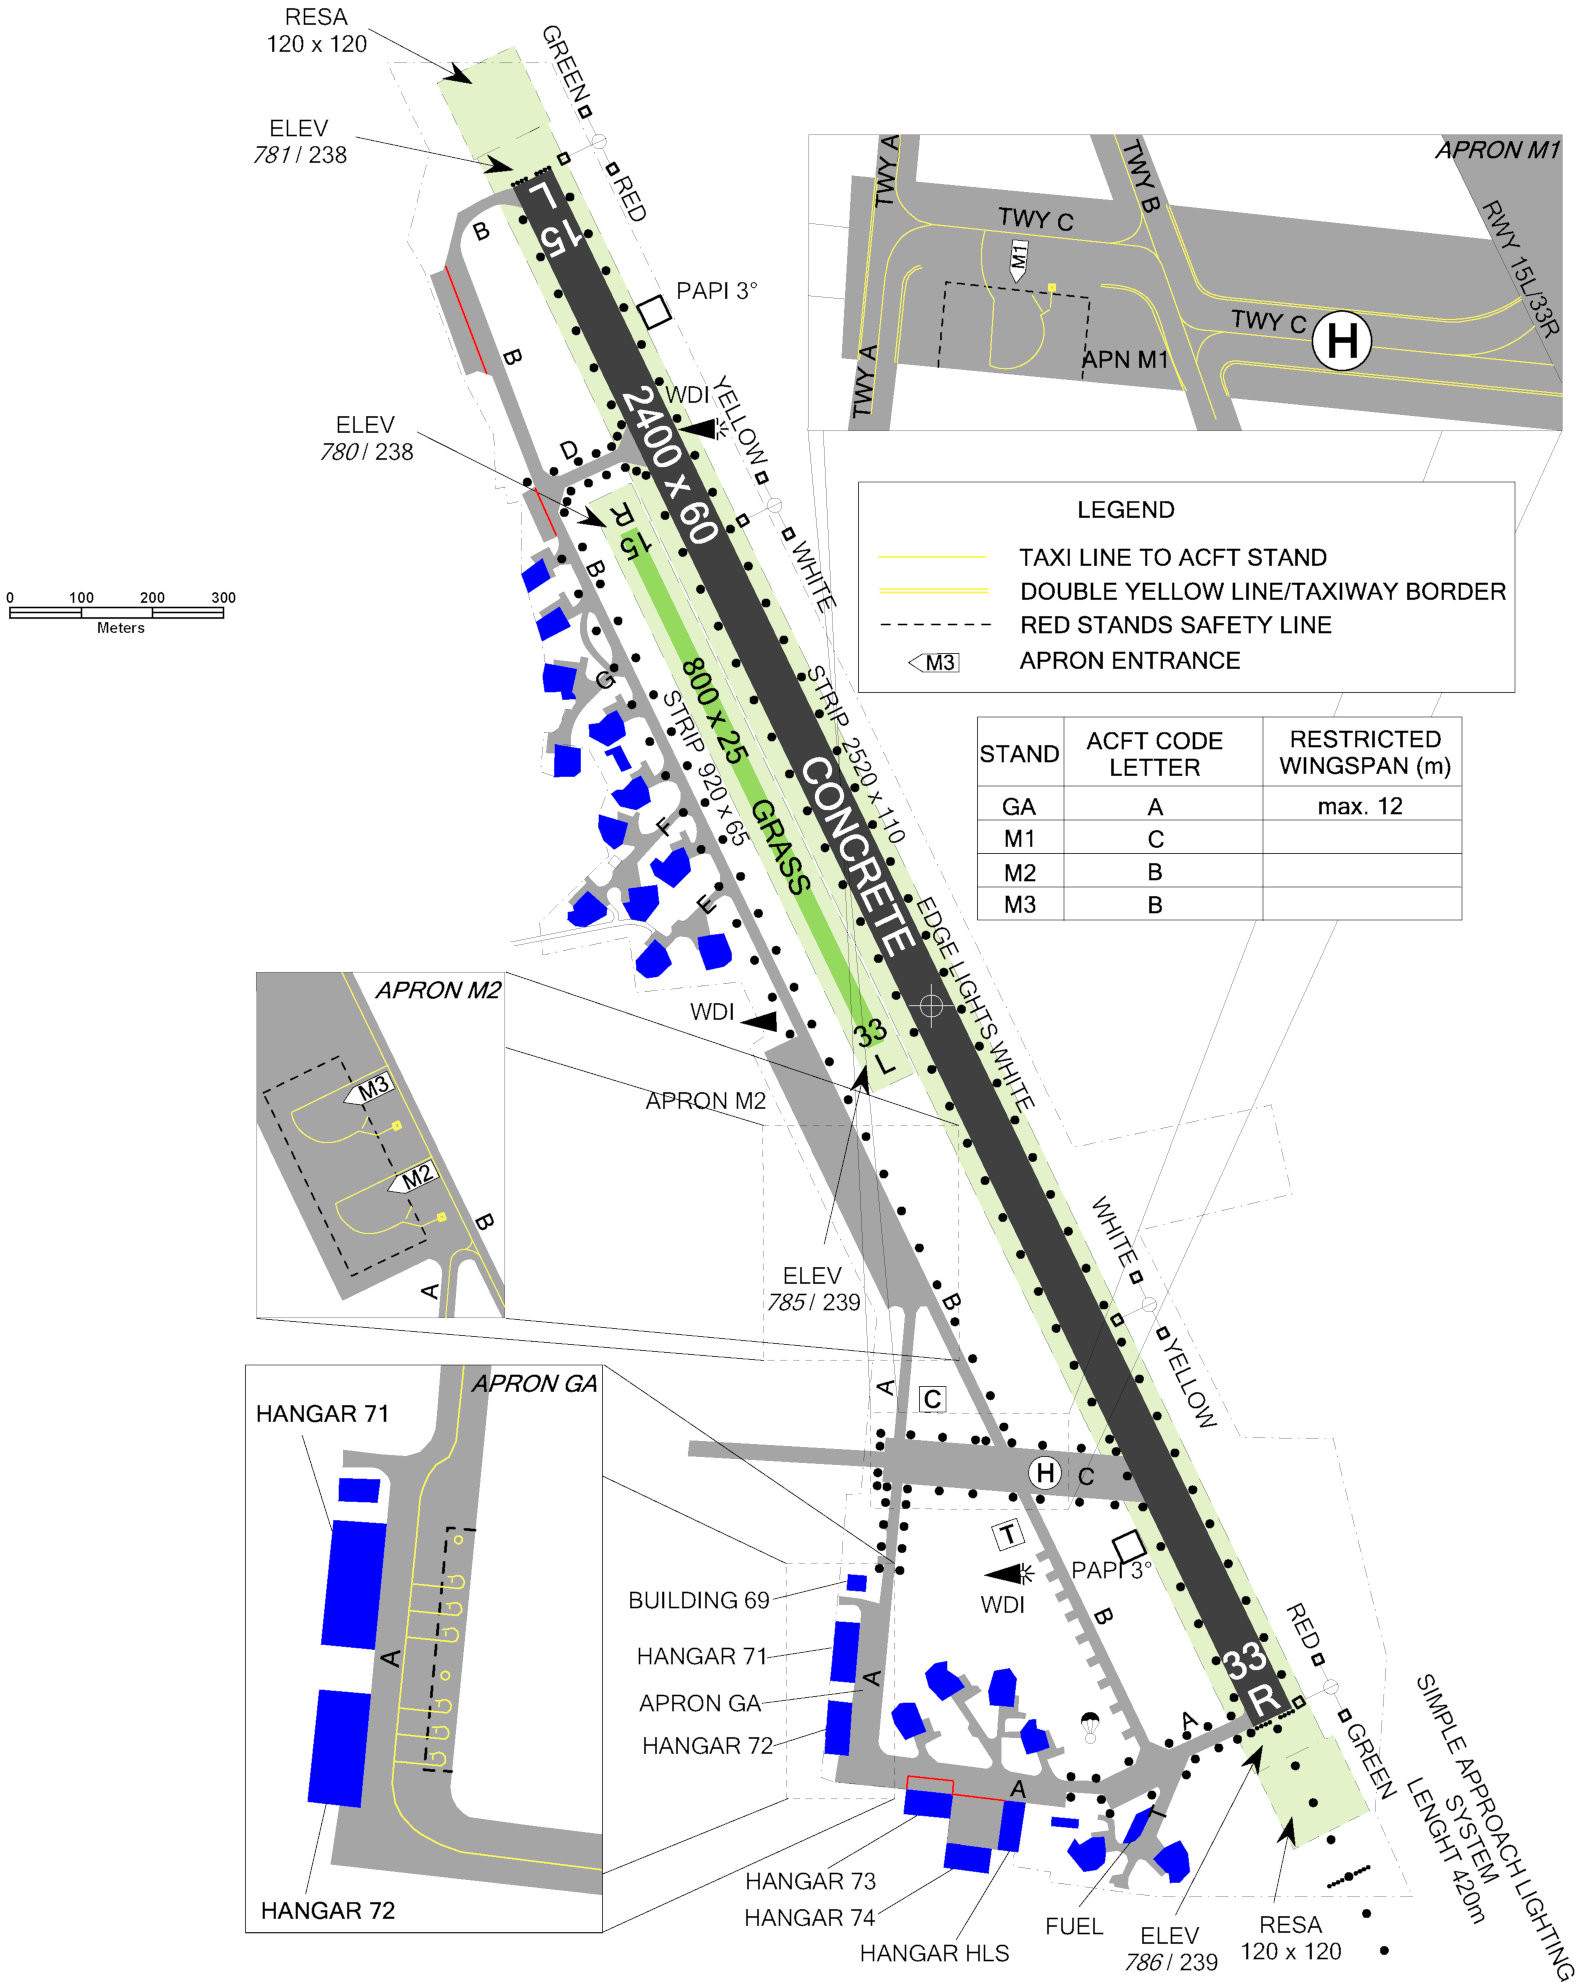 RESA
120 x 120
GREEN
ELEV
781 / 238
RED
L
15
B
PAPI 3°
B
WDI
YELLOW
ELEV
780 / 238
D
2400 x 60
R
15
WHITE
B
0 100 200 300
Meters
G
STRIP 920 x 65
800 x 25
GRASS
STRIP 2520 x 110
CONCRETE
F
E
EDGE LIGHTS WHITE
WDI
33
L
APRON M2
ELEV
785 / 239
APRON M1
TWY A
TWY B
TWY C
M1
RWY 15L/33R
TWY C
H
TWY A
APN M1
LEGEND
TAXI LINE TO ACFT STAND
DOUBLE YELLOW LINE/TAXIWAY BORDER
RED STANDS SAFETY LINE
M3 APRON ENTRANCE
STAND ACFT CODE LETTER RESTRICTED WINGSPAN (m)
GA A max. 12
M1 C
M2 B
M3 B
APRON M2
M3
M2
B
A
B
WHITE
YELLOW
A
C
H
C
T
PAPI 3°
WDI
B
APRON GA
HANGAR 71
A
HANGAR 72
BUILDING 69
HANGAR 71
APRON GA
A
HANGAR 72
33
R
RED
GREEN
A
A
T
HANGAR 73
HANGAR 74
HANGAR HLS
FUEL
ELEV
786 / 239
RESA
120 x 120
SIMPLE APPROACH LIGHTING
SYSTEM
LENGHT 420m